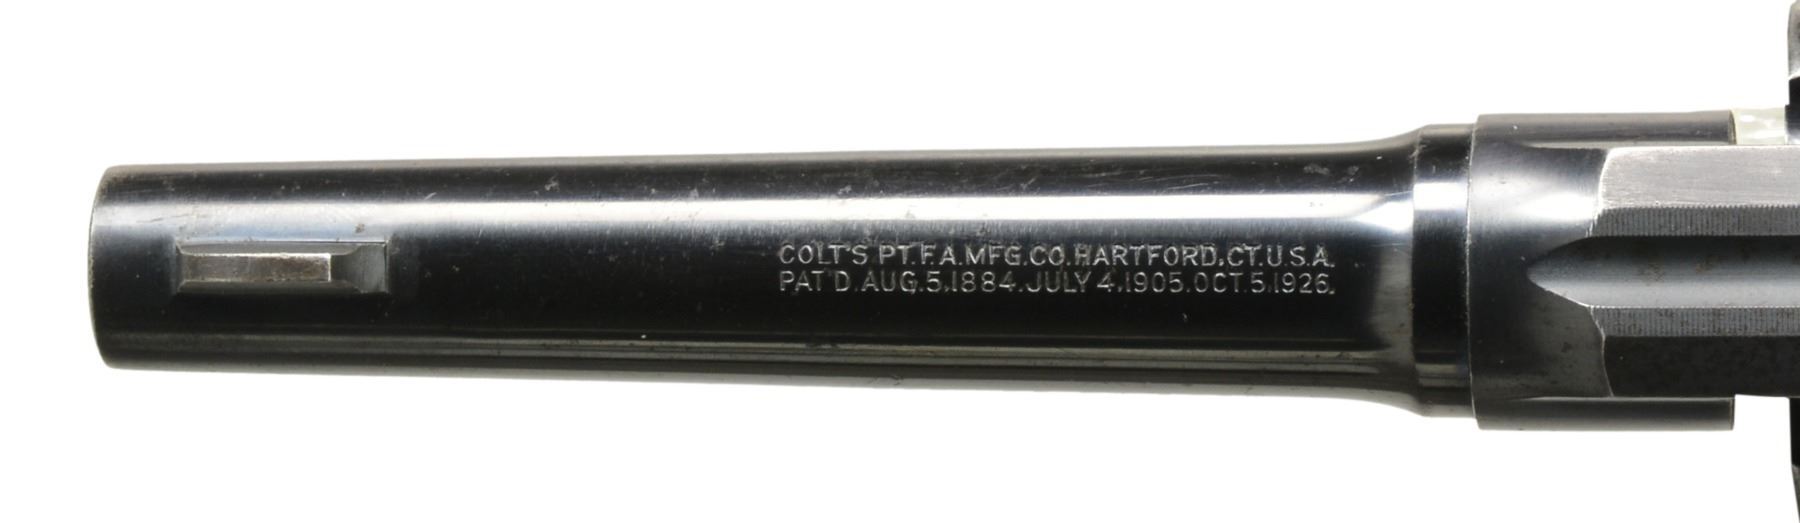 COLT'S PT.F.A.MFG.CO.HARTFORD,CT.U.S.A.
PAT'D.AUG.5.1884.JULY 4.1905.OCT.5.1926.